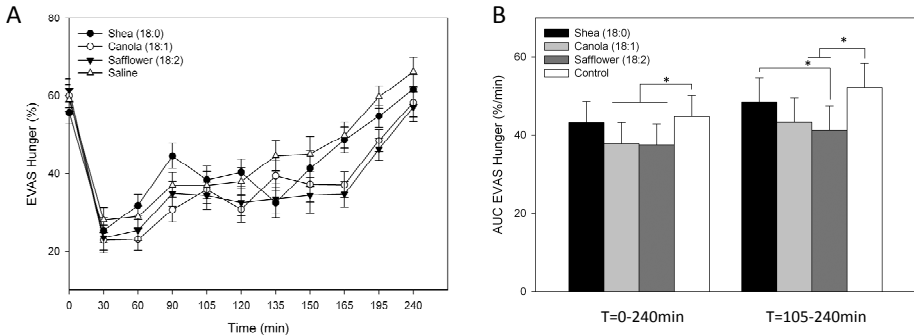 A
80
60
40
20
EVAS Hunger (%)
Shea (18:0)
Canola (18:1)
Safflower (18:2)
Saline
0 30 60 90 105 120 135 150 165 195 240
Time (min)
B
60
40
20
0
AUC EVAS Hunger (%/min)
Shea (18:0)
Canola (18:1)
Safflower (18:2)
Control
*
*
*
T=0-240min T=105-240min